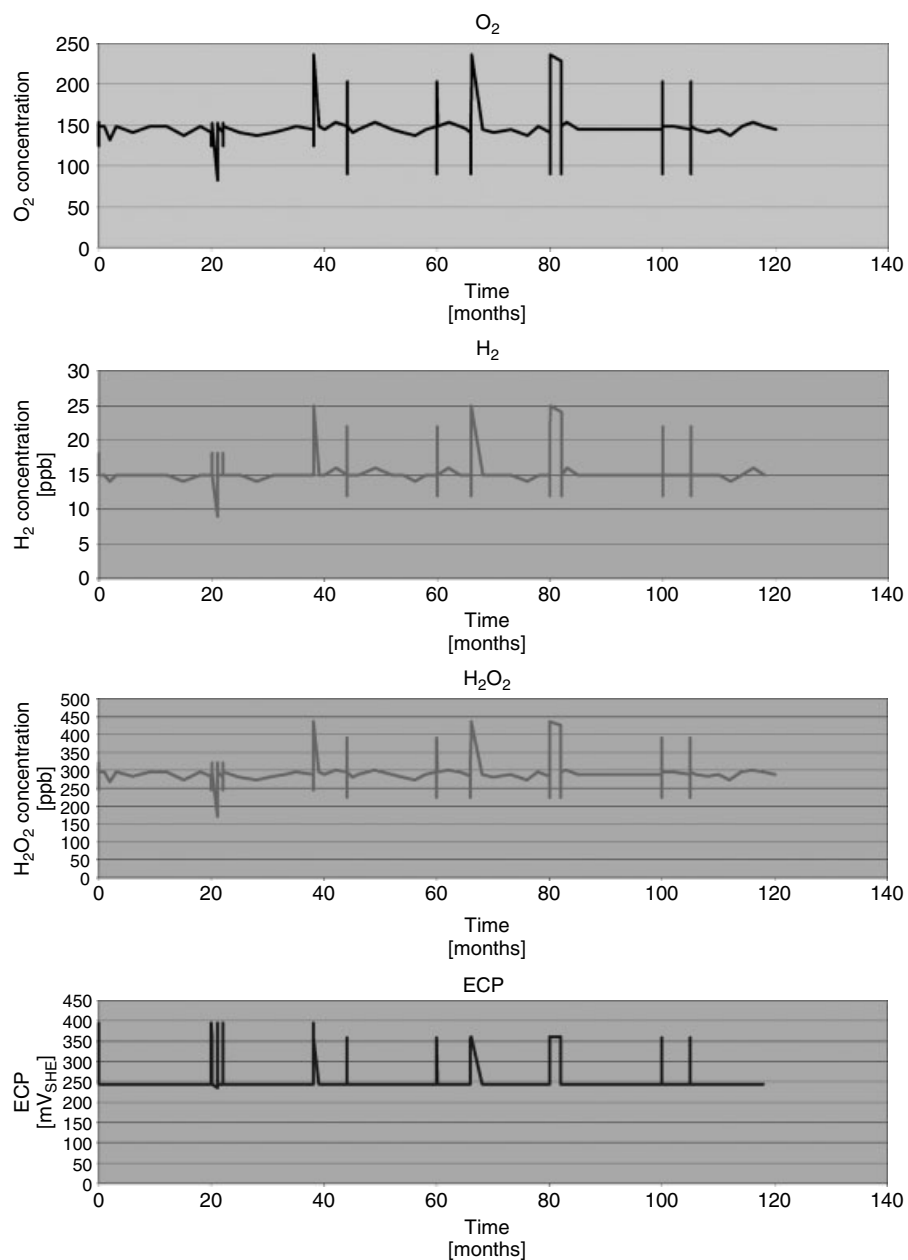 O₂
250
200
150
100
50
0
O₂ concentration
0 20 40 60 80 100 120 140
Time
[months]
H₂
30
25
20
15
10
5
0
H₂ concentration
[ppb]
0 20 40 60 80 100 120 140
Time
[months]
H₂O₂
500
450
400
350
300
250
200
150
100
50
0
H₂O₂ concentration
[ppb]
0 20 40 60 80 100 120 140
Time
[months]
ECP
450
400
350
300
250
200
150
100
50
0
ECP
[mV_SHE]
0 20 40 60 80 100 120 140
Time
[months]